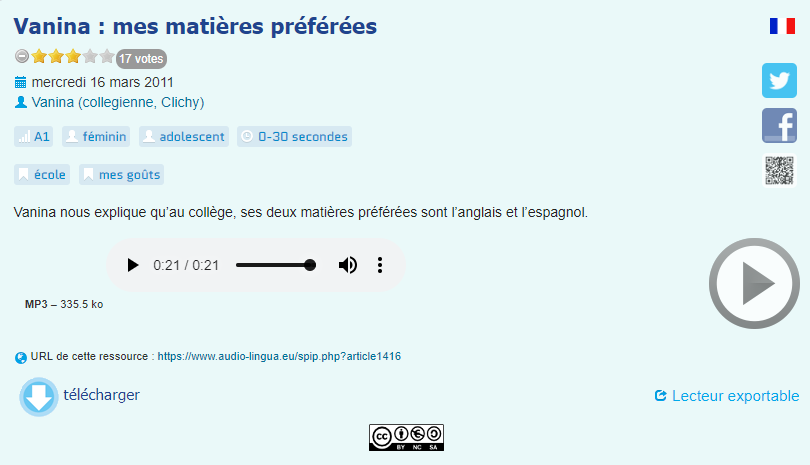 Vanina : mes matières préférées
17 votes
mercredi 16 mars 2011
Vanina (collegienne, Clichy)
A1 féminin adolescent 0-30 secondes
école mes goûts
Vanina nous explique qu’au collège, ses deux matières préférées sont l’anglais et l’espagnol.
0:21 / 0:21
MP3 – 335.5 ko
URL de cette ressource : https://www.audio-lingua.eu/spip.php?article1416
télécharger
Lecteur exportable
cc
BY NC SA